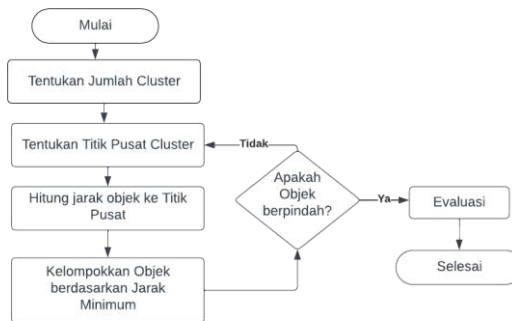 Mulai
Tentukan Jumlah Cluster
Tentukan Titik Pusat Cluster
Hitung jarak objek ke Titik
Pusat
Kelompokkan Objek
berdasarkan Jarak
Minimum
Tidak
Apakah
Objek
berpindah?
Ya
Evaluasi
Selesai